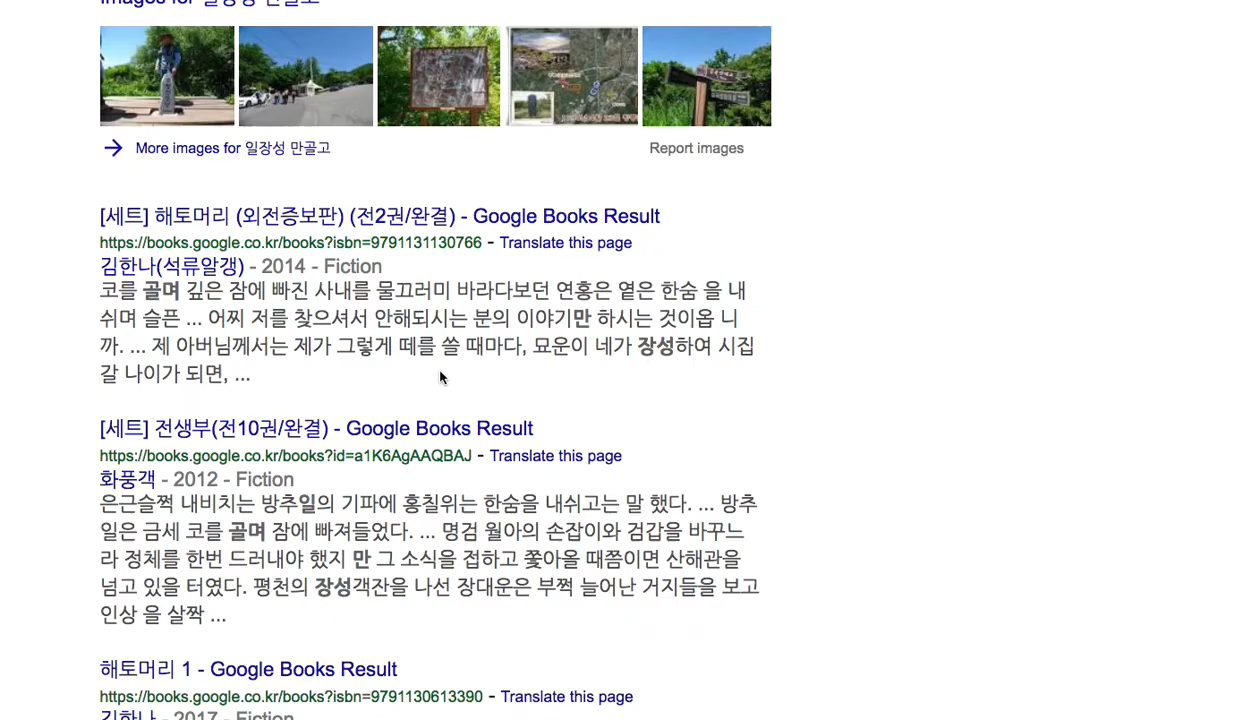 Images for 일장성 만골고
More images for 일장성 만골고
Report images
[세트] 해토머리 (외전증보판) (전2권/완결) - Google Books Result
https://books.google.co.kr/books?isbn=9791131130766 - Translate this page
김한나(석류알갱) - 2014 - Fiction
코를 골며 깊은 잠에 빠진 사내를 물끄러미 바라다보던 연홍은 옅은 한숨 을 내
쉬며 슬픈 ... 어찌 저를 찾으셔서 안해되시는 분의 이야기만 하시는 것이옵 니
까. ... 제 아버님께서는 제가 그렇게 떼를 쓸 때마다, 묘운이 네가 장성하여 시집
갈 나이가 되면, ...
[세트] 전생부(전10권/완결) - Google Books Result
https://books.google.co.kr/books?id=a1K6AgAAQBAJ - Translate this page
화풍객 - 2012 - Fiction
은근슬쩍 내비치는 방추일의 기파에 홍칠위는 한숨을 내쉬고는 말 했다. ... 방추
일은 금세 코를 골며 잠에 빠져들었다. ... 명검 월아의 손잡이와 검갑을 바꾸느
라 정체를 한번 드러내야 했지 만 그 소식을 접하고 쫓아올 때쯤이면 산해관을
넘고 있을 터였다. 평천의 장성객잔을 나선 장대운은 부쩍 늘어난 거지들을 보고
인상 을 살짝 ...
해토머리 1 - Google Books Result
https://books.google.co.kr/books?isbn=9791130613390 - Translate this page
김한나 - 2017 - Fiction